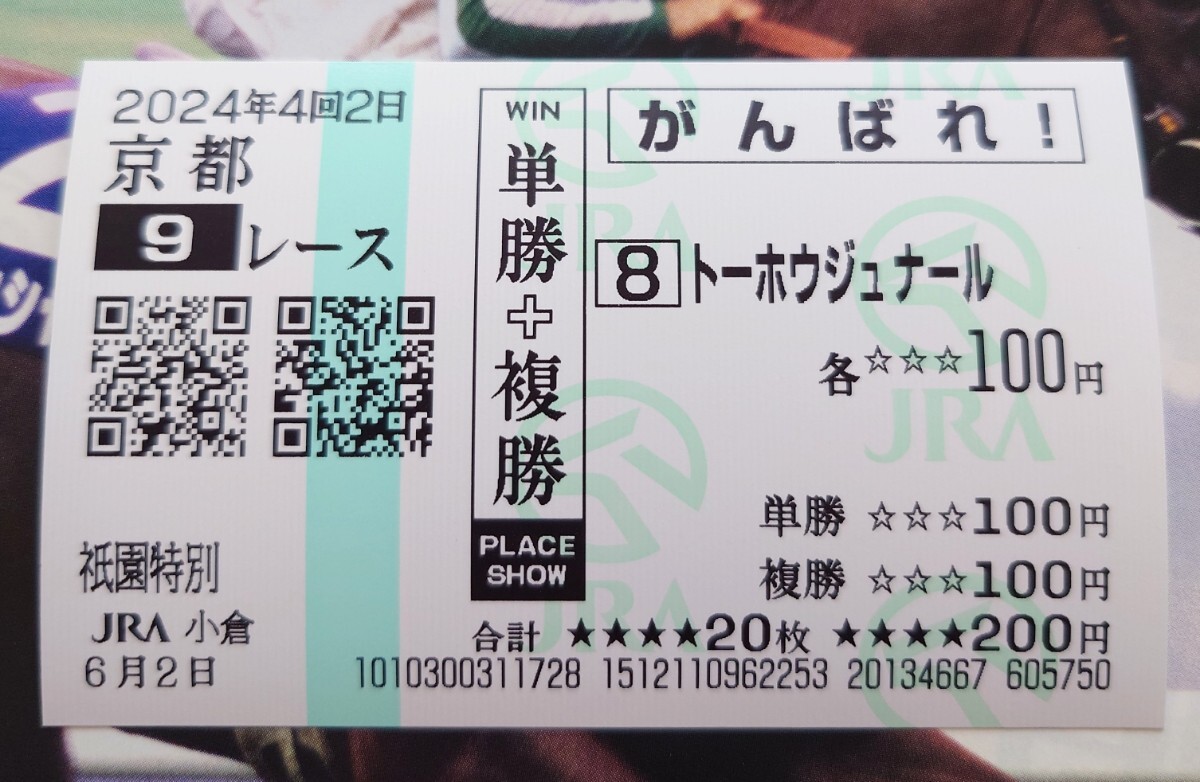 2024年4回2日
京都
9レース
祇園特別
JRA 小倉
6月2日
WIN
単勝+複勝
PLACE
SHOW
がんばれ!
8 トーホウジュナール
各☆☆☆100円
単勝 ☆☆☆100円
複勝 ☆☆☆100円
合計 ★★★★20枚 ★★★★200円
1010300311728 1512110962253 20134667 605750
JRA
JRA
JRA
JRA